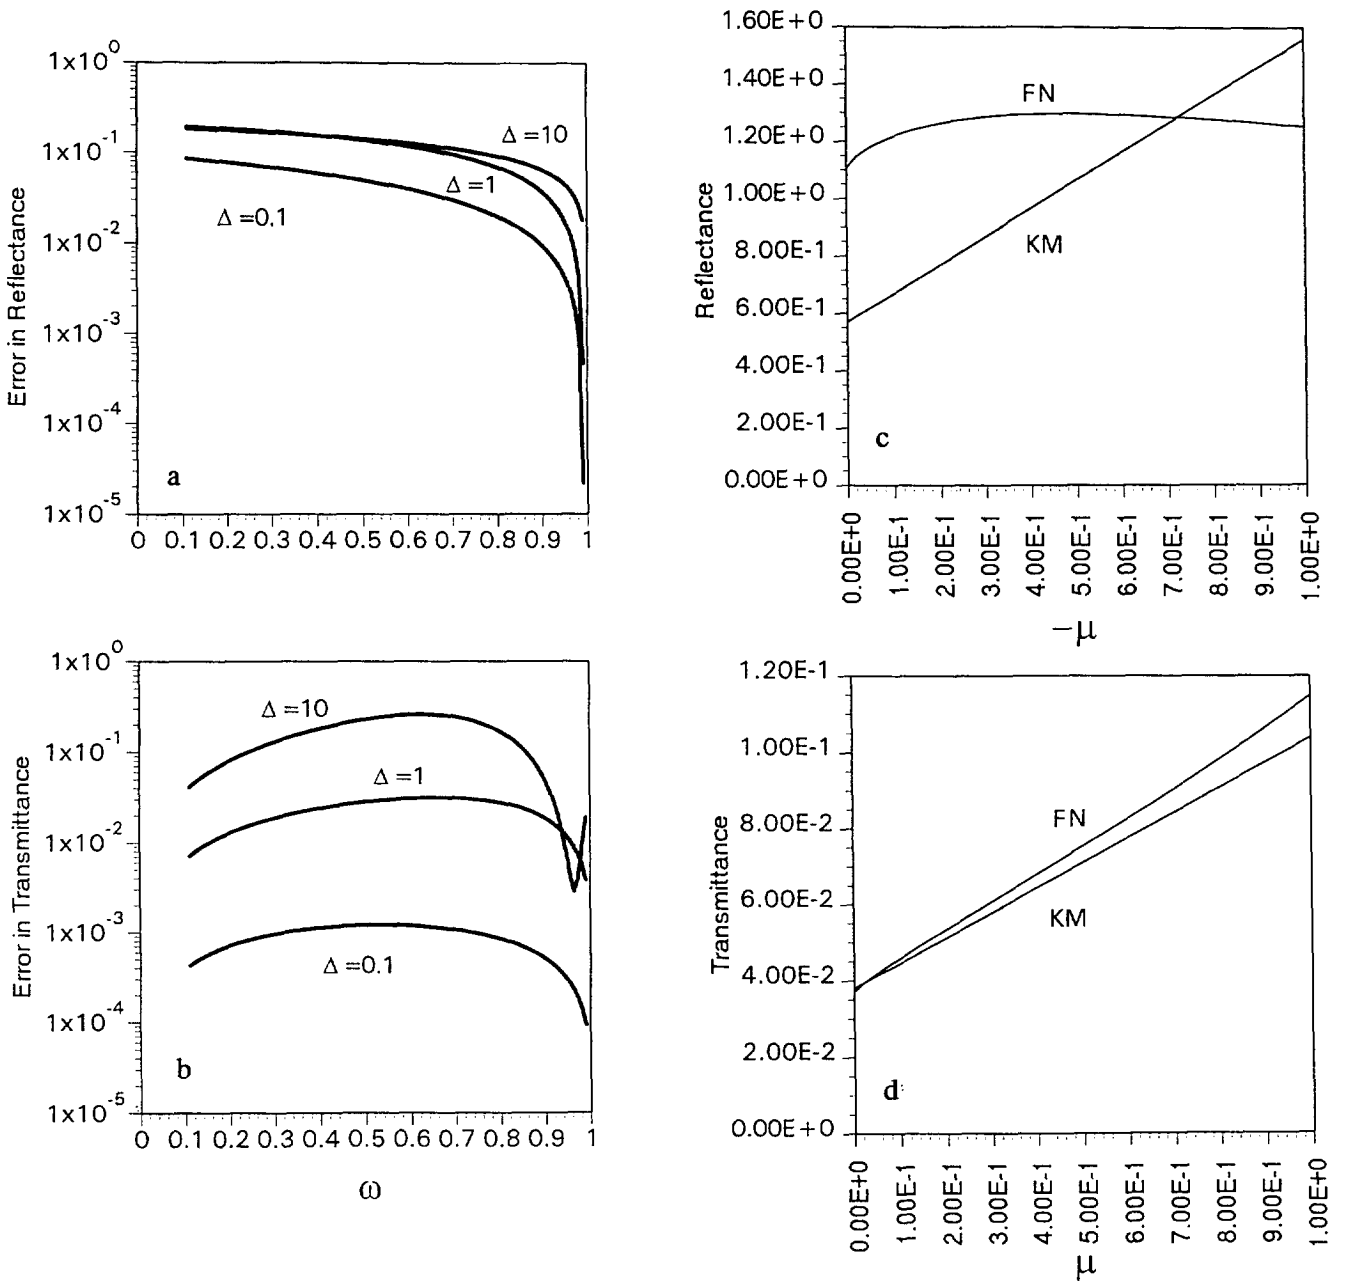 1x10⁰
1x10⁻¹
1x10⁻²
1x10⁻³
1x10⁻⁴
1x10⁻⁵
Error in Reflectance
Δ =10
Δ =1
Δ =0.1
a
0 0.1 0.2 0.3 0.4 0.5 0.6 0.7 0.8 0.9 1
1.60E+0
1.40E+0
1.20E+0
1.00E+0
8.00E-1
6.00E-1
4.00E-1
2.00E-1
0.00E+0
Reflectance
FN
KM
c
0.00E+0 1.00E-1 2.00E-1 3.00E-1 4.00E-1 5.00E-1 6.00E-1 7.00E-1 8.00E-1 9.00E-1 1.00E+0
−μ
1x10⁰
1x10⁻¹
1x10⁻²
1x10⁻³
1x10⁻⁴
1x10⁻⁵
Error in Transmittance
Δ =10
Δ =1
Δ =0.1
b
0 0.1 0.2 0.3 0.4 0.5 0.6 0.7 0.8 0.9 1
ω
1.20E-1
1.00E-1
8.00E-2
6.00E-2
4.00E-2
2.00E-2
0.00E+0
Transmittance
FN
KM
d
0.00E+0 1.00E-1 2.00E-1 3.00E-1 4.00E-1 5.00E-1 6.00E-1 7.00E-1 8.00E-1 9.00E-1 1.00E+0
μ